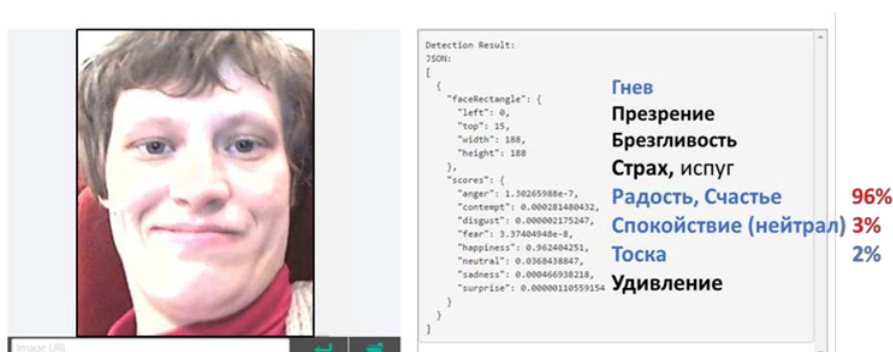 Detection Result:
JSON:
[
{
"faceRectangle": {
"left": 0,
"top": 15,
"width": 188,
"height": 188
},
"scores": {
"anger": 1.30265988e-7,
"contempt": 0.000281480432,
"disgust": 0.000002175247,
"fear": 3.37404948e-8,
"happiness": 0.962404251,
"neutral": 0.0368438847,
"sadness": 0.000466938218,
"surprise": 0.00000110559154
}
}
]
Гнев
Презрение
Брезгливость
Страх, испуг
Радость, Счастье 96%
Спокойствие (нейтрал) 3%
Тоска 2%
Удивление
Image URL